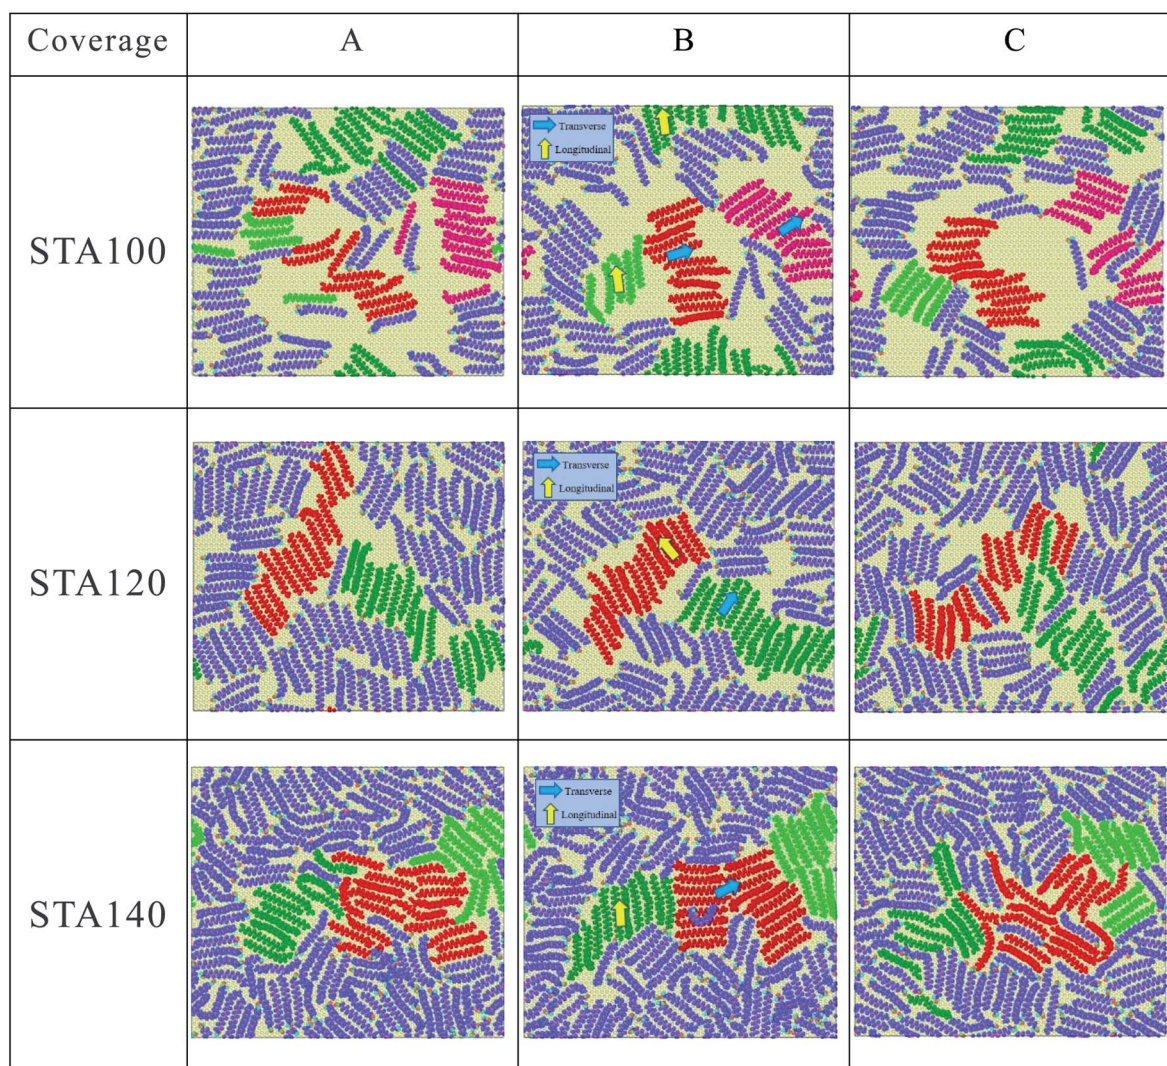 Coverage A B C
STA100
Transverse
Longitudinal
STA120
Transverse
Longitudinal
STA140
Transverse
Longitudinal